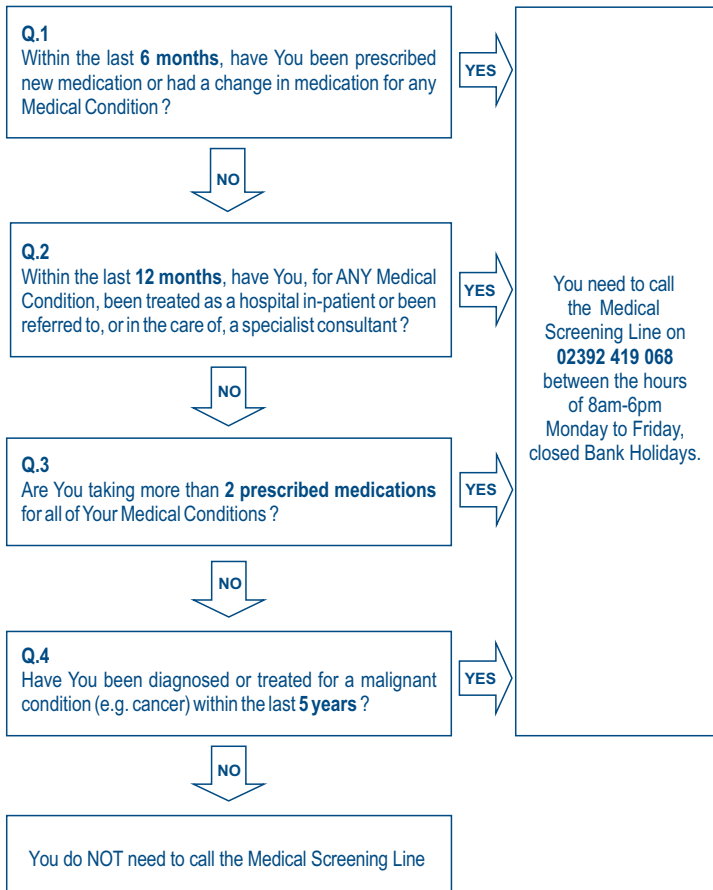 Q.1
Within the last 6 months, have You been prescribed
new medication or had a change in medication for any
Medical Condition ?
YES
NO
Q.2
Within the last 12 months, have You, for ANY Medical
Condition, been treated as a hospital in-patient or been
referred to, or in the care of, a specialist consultant ?
YES
NO
Q.3
Are You taking more than 2 prescribed medications
for all of Your Medical Conditions ?
YES
NO
Q.4
Have You been diagnosed or treated for a malignant
condition (e.g. cancer) within the last 5 years ?
YES
NO
You do NOT need to call the Medical Screening Line
You need to call
the Medical
Screening Line on
02392 419 068
between the hours
of 8am-6pm
Monday to Friday,
closed Bank Holidays.